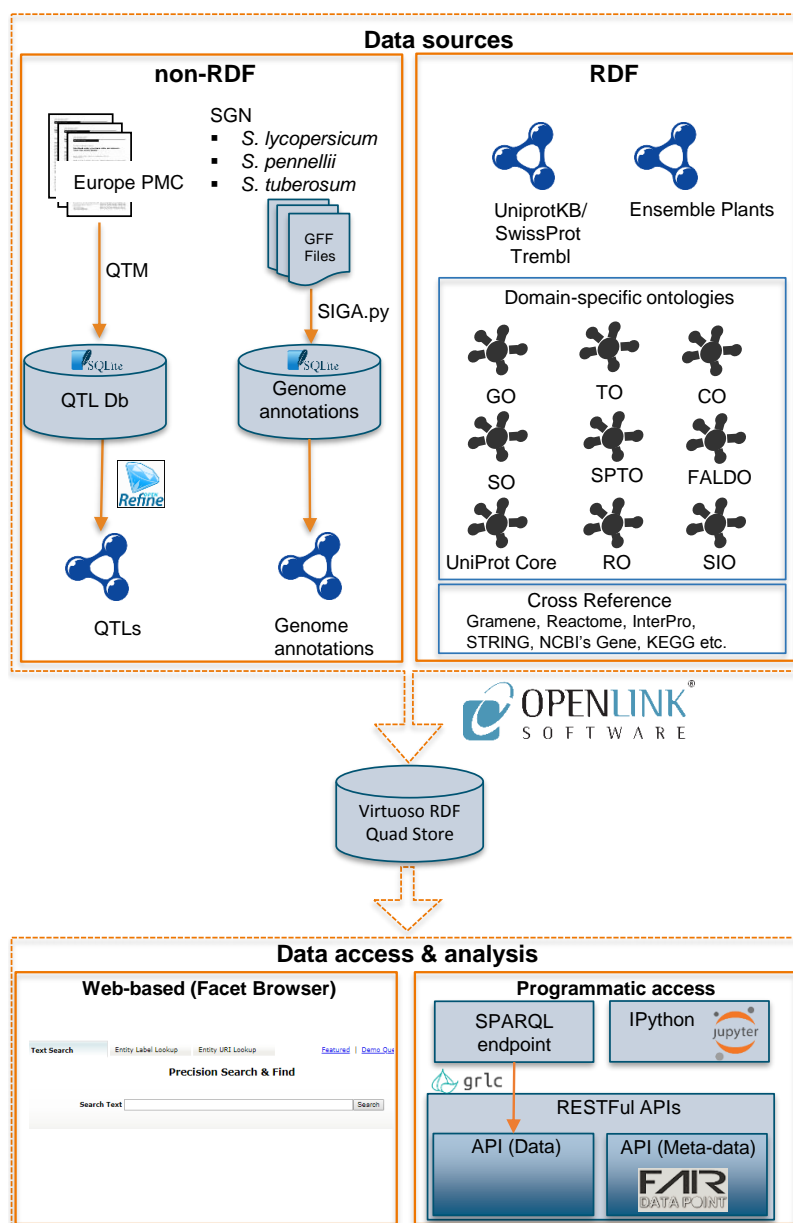 Data sources
non-RDF
SGN
▪ S. lycopersicum
▪ S. pennellii
▪ S. tuberosum
Europe PMC
GFF
Files
QTM
SIGA.py
SQLite
QTL Db
SQLite
Genome
annotations
OPEN
Refine
QTLs
Genome
annotations
RDF
UniprotKB/
SwissProt
Trembl
Ensemble Plants
Domain-specific ontologies
GO
TO
CO
SO
SPTO
FALDO
UniProt Core
RO
SIO
Cross Reference
Gramene, Reactome, InterPro,
STRING, NCBI's Gene, KEGG etc.
OPENLINK®
SOFTWARE
Virtuoso RDF
Quad Store
Data access & analysis
Web-based (Facet Browser)
Text Search
Entity Label Lookup
Entity URI Lookup
Featured | Demo Que
Precision Search & Find
Search Text
Search
Programmatic access
SPARQL
endpoint
IPython
jupyter
grlc
RESTFul APIs
API (Data)
API (Meta-data)
FAIR
DATA POINT